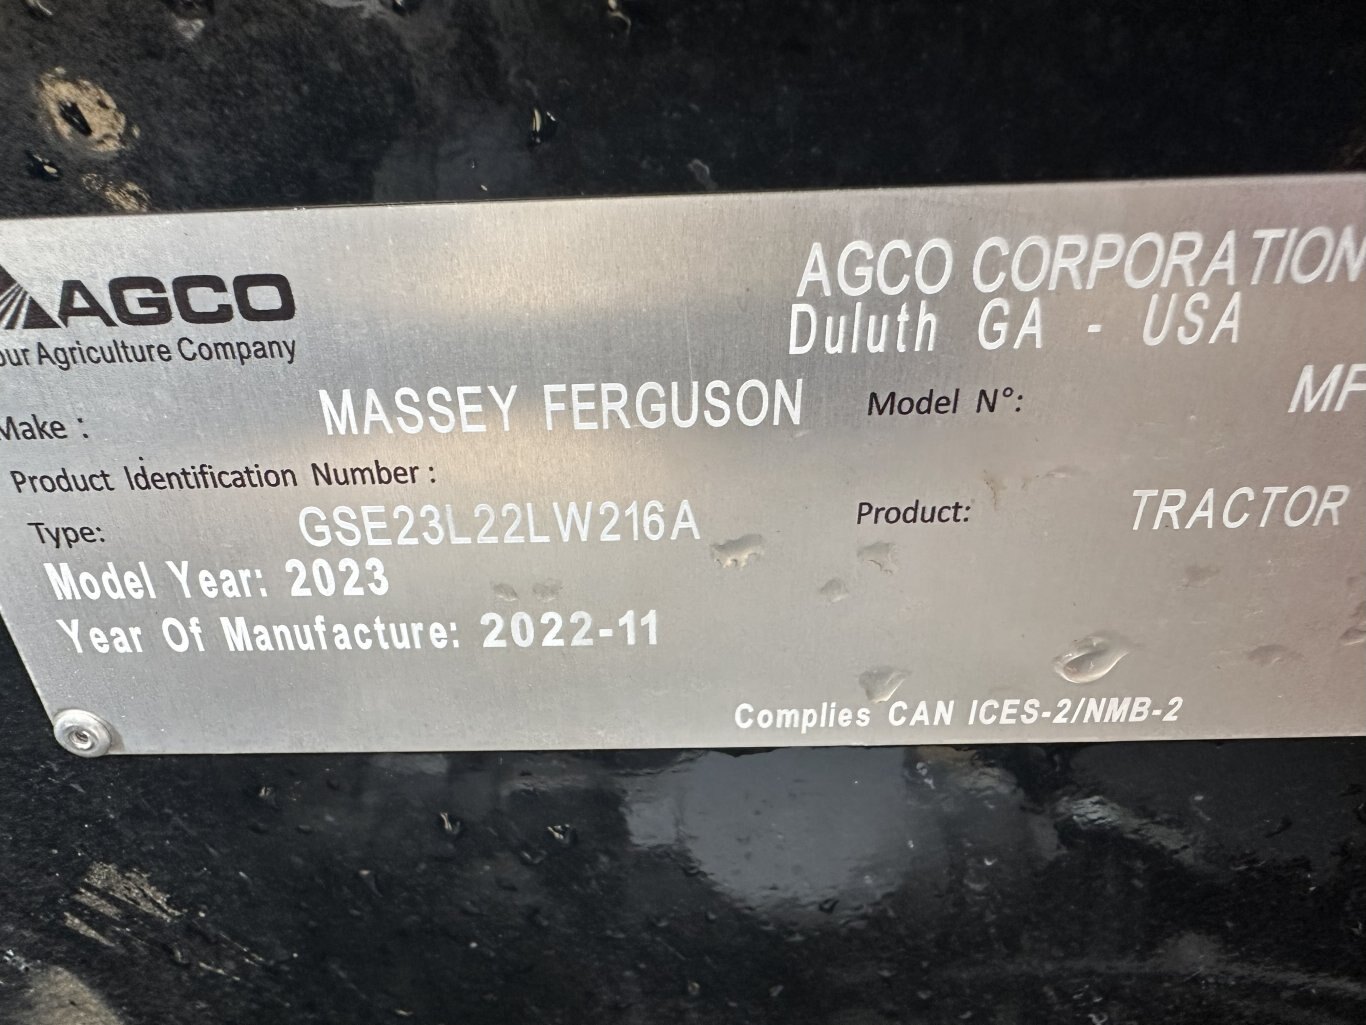 AGCO
our Agriculture Company
AGCO CORPORATION
Duluth GA - USA
Make : MASSEY FERGUSON Model N°: MF
Product Identification Number :
Type: GSE23L22LW216A Product: TRACTOR
Model Year: 2023
Year Of Manufacture: 2022-11
Complies CAN ICES-2/NMB-2